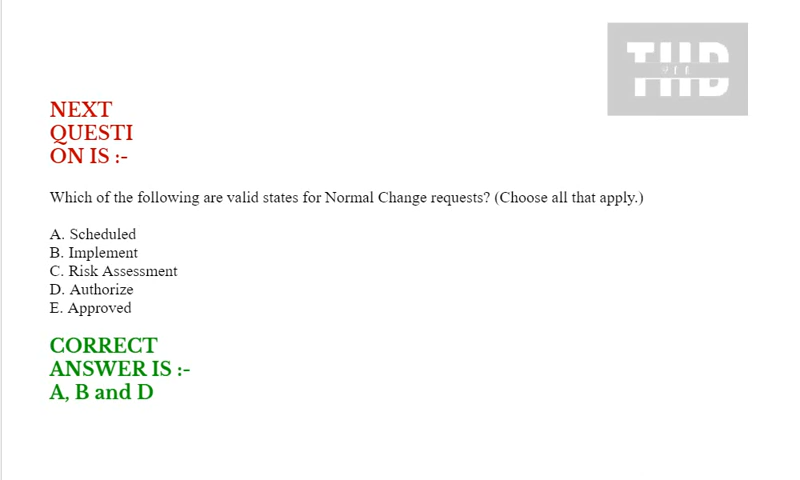 THD
NEXT
QUESTI
ON IS :-
Which of the following are valid states for Normal Change requests? (Choose all that apply.)
A. Scheduled
B. Implement
C. Risk Assessment
D. Authorize
E. Approved
CORRECT
ANSWER IS :-
A, B and D